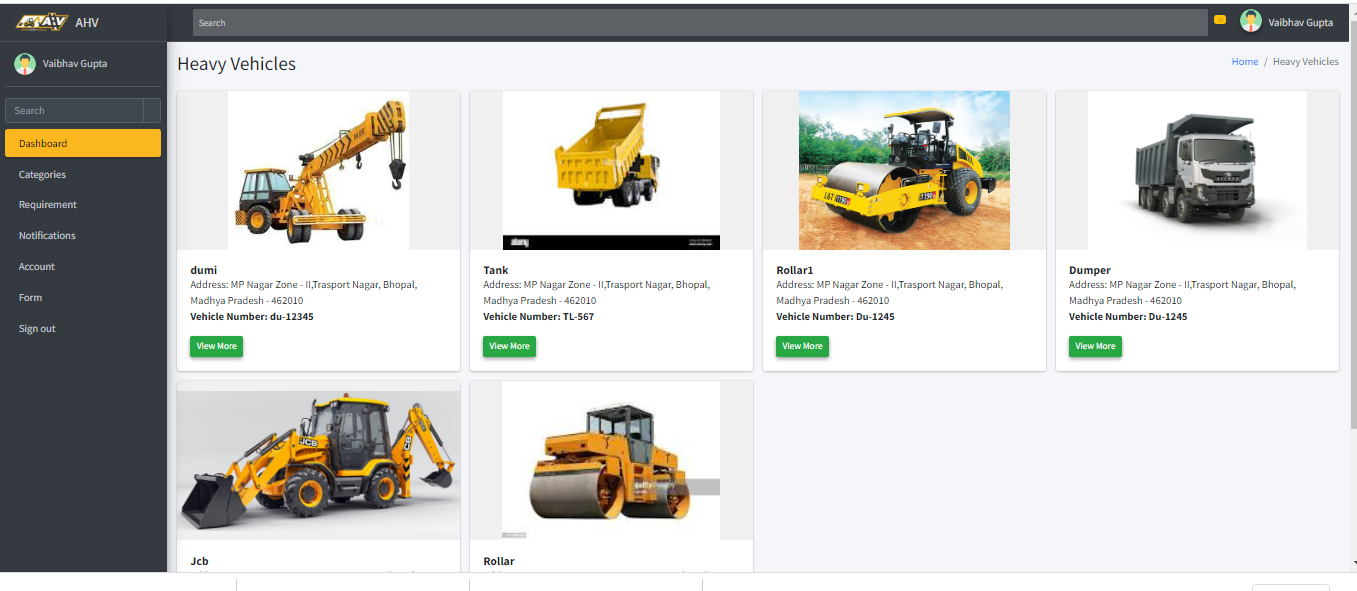 AHV
AHV
Search
Vaibhav Gupta
Vaibhav Gupta
Search
Dashboard
Categories
Requirement
Notifications
Account
Form
Sign out
Heavy Vehicles
Home / Heavy Vehicles
dumi
Address: MP Nagar Zone - II,Trasport Nagar, Bhopal,
Madhya Pradesh - 462010
Vehicle Number: du-12345
View More
alamy
Tank
Address: MP Nagar Zone - II,Trasport Nagar, Bhopal,
Madhya Pradesh - 462010
Vehicle Number: TL-567
View More
Rollar1
Address: MP Nagar Zone - II,Trasport Nagar, Bhopal,
Madhya Pradesh - 462010
Vehicle Number: Du-1245
View More
Dumper
Address: MP Nagar Zone - II,Trasport Nagar, Bhopal,
Madhya Pradesh - 462010
Vehicle Number: Du-1245
View More
JCB
JCB
Jcb
Rollar